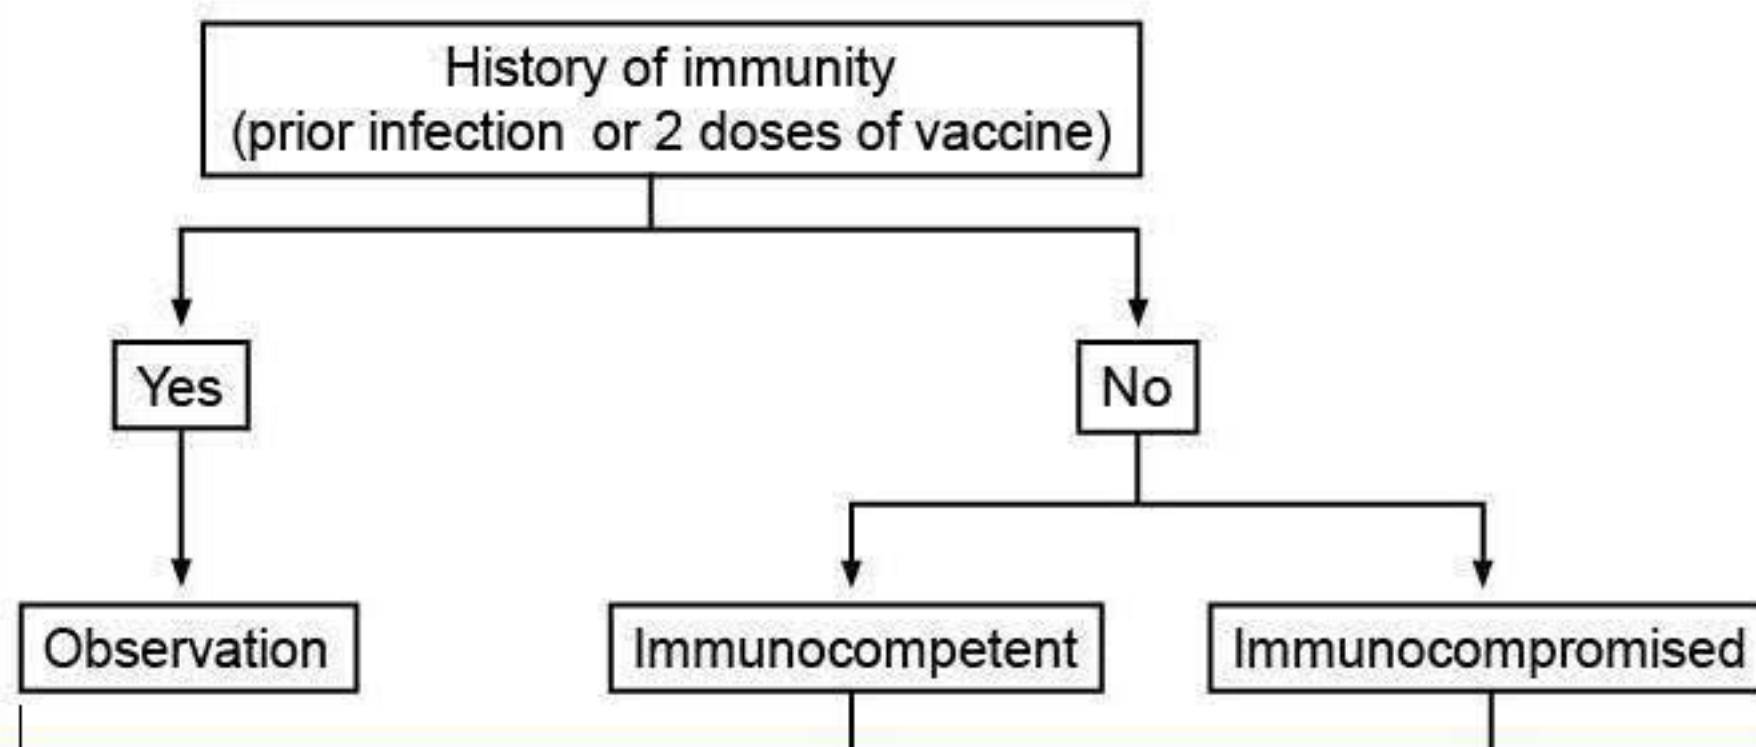 History of immunity
(prior infection or 2 doses of vaccine)
Yes
No
Observation
Immunocompetent
Immunocompromised